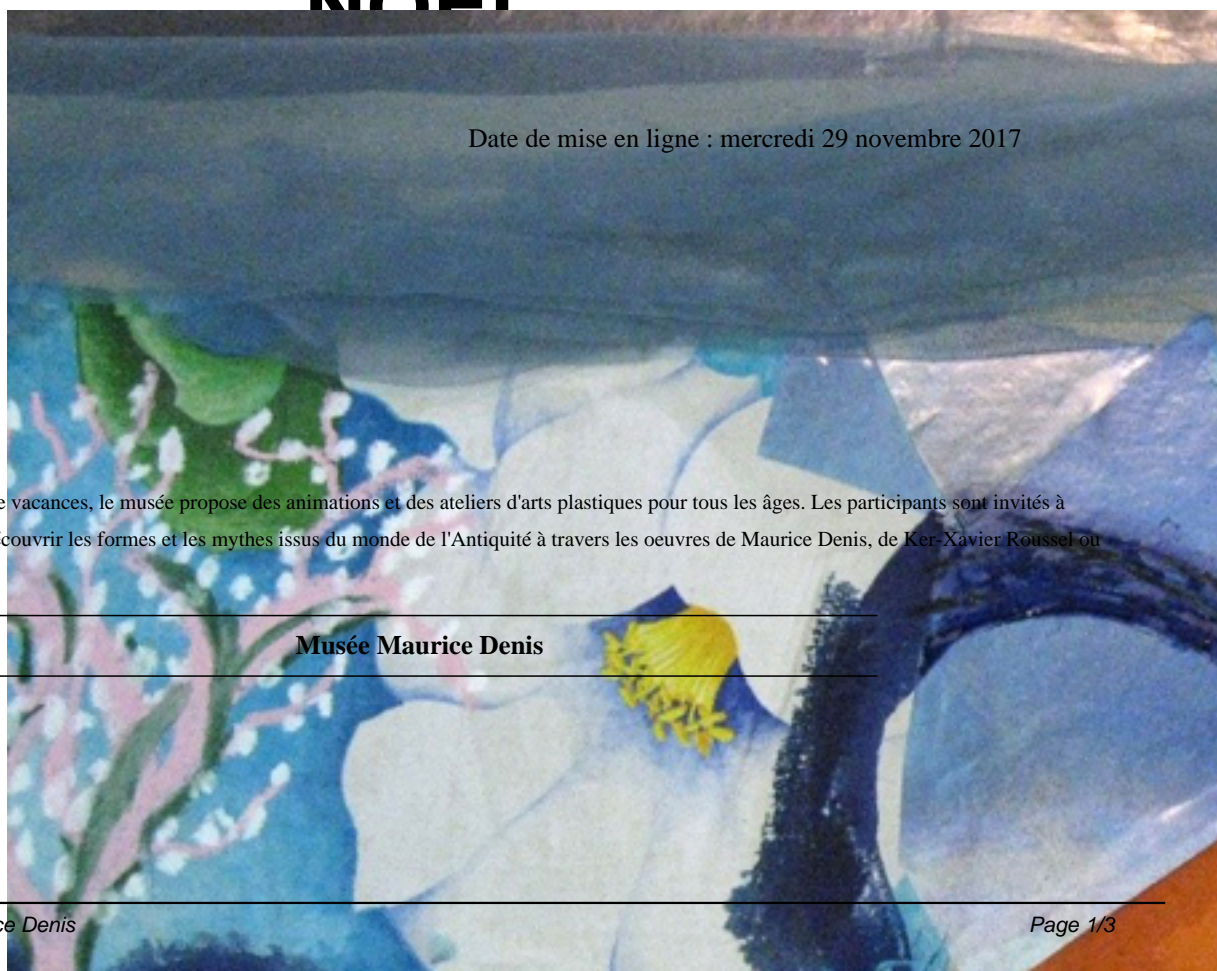 NOEL
Date de mise en ligne : mercredi 29 novembre 2017
vacances, le musée propose des animations et des ateliers d'arts plastiques pour tous les âges. Les participants sont invités à
couvrir les formes et les mythes issus du monde de l'Antiquité à travers les oeuvres de Maurice Denis, de Ker-Xavier Roussel ou
Musée Maurice Denis
ce Denis
Page 1/3